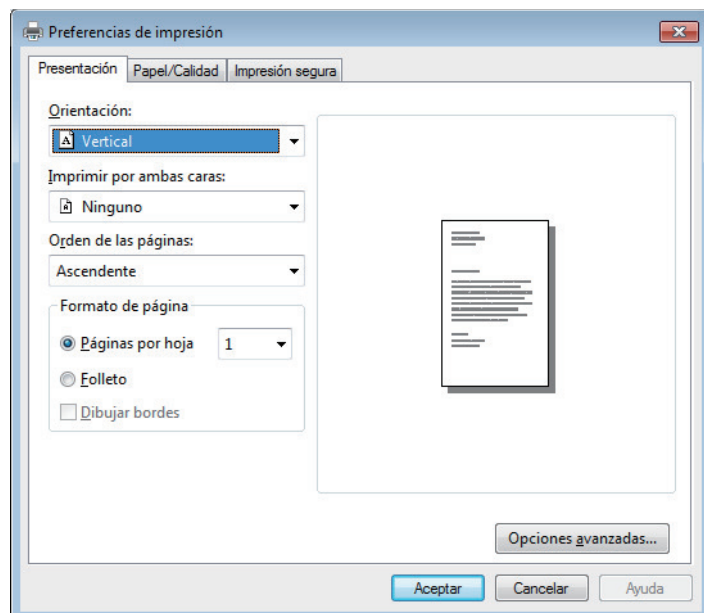 Preferencias de impresión
Presentación Papel/Calidad Impresión segura
Orientación:
Vertical
Imprimir por ambas caras:
Ninguno
Orden de las páginas:
Ascendente
Formato de página
Páginas por hoja 1
Folleto
Dibujar bordes
Opciones avanzadas...
Aceptar Cancelar Ayuda